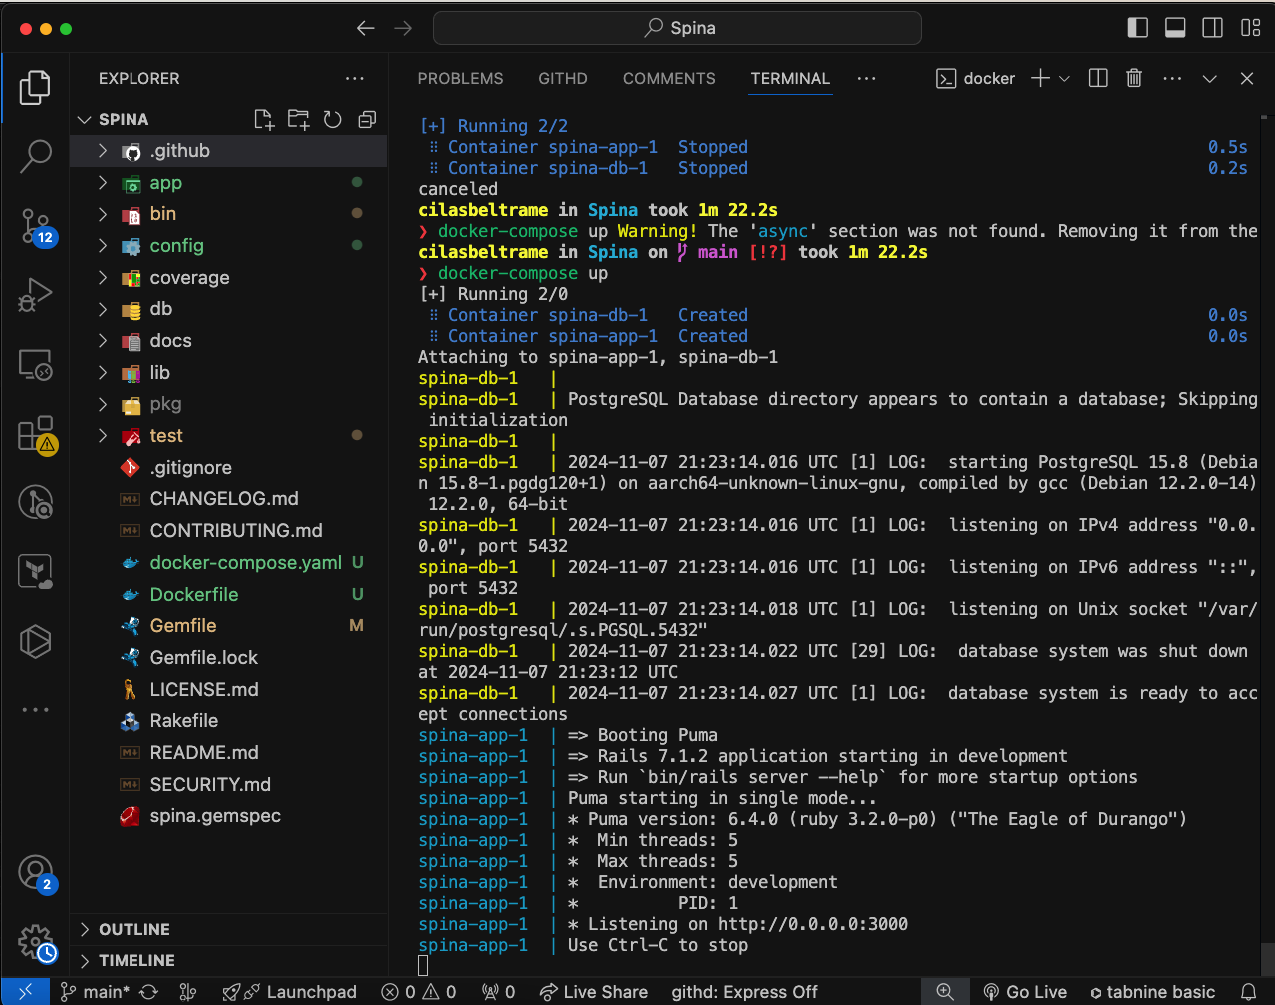 Spina
EXPLORER
SPINA
.github
app
bin
config
coverage
db
docs
lib
pkg
test
.gitignore
CHANGELOG.md
CONTRIBUTING.md
docker-compose.yaml U
Dockerfile U
Gemfile M
Gemfile.lock
LICENSE.md
Rakefile
README.md
SECURITY.md
spina.gemspec
OUTLINE
TIMELINE
12
2
PROBLEMS GITHD COMMENTS TERMINAL ··· docker
[+] Running 2/2
⠿ Container spina-app-1 Stopped 0.5s
⠿ Container spina-db-1 Stopped 0.2s
canceled
cilasbeltrame in Spina took 1m 22.2s
❯ docker-compose up Warning! The 'async' section was not found. Removing it from the
cilasbeltrame in Spina on main [!?] took 1m 22.2s
❯ docker-compose up
[+] Running 2/0
⠿ Container spina-db-1 Created 0.0s
⠿ Container spina-app-1 Created 0.0s
Attaching to spina-app-1, spina-db-1
spina-db-1 |
spina-db-1 | PostgreSQL Database directory appears to contain a database; Skipping
initialization
spina-db-1 |
spina-db-1 | 2024-11-07 21:23:14.016 UTC [1] LOG: starting PostgreSQL 15.8 (Debia
n 15.8-1.pgdg120+1) on aarch64-unknown-linux-gnu, compiled by gcc (Debian 12.2.0-14)
12.2.0, 64-bit
spina-db-1 | 2024-11-07 21:23:14.016 UTC [1] LOG: listening on IPv4 address "0.0.
0.0", port 5432
spina-db-1 | 2024-11-07 21:23:14.016 UTC [1] LOG: listening on IPv6 address "::",
port 5432
spina-db-1 | 2024-11-07 21:23:14.018 UTC [1] LOG: listening on Unix socket "/var/
run/postgresql/.s.PGSQL.5432"
spina-db-1 | 2024-11-07 21:23:14.022 UTC [29] LOG: database system was shut down
at 2024-11-07 21:23:12 UTC
spina-db-1 | 2024-11-07 21:23:14.027 UTC [1] LOG: database system is ready to acc
ept connections
spina-app-1 | => Booting Puma
spina-app-1 | => Rails 7.1.2 application starting in development
spina-app-1 | => Run `bin/rails server --help` for more startup options
spina-app-1 | Puma starting in single mode...
spina-app-1 | * Puma version: 6.4.0 (ruby 3.2.0-p0) ("The Eagle of Durango")
spina-app-1 | * Min threads: 5
spina-app-1 | * Max threads: 5
spina-app-1 | * Environment: development
spina-app-1 | * PID: 1
spina-app-1 | * Listening on http://0.0.0.0:3000
spina-app-1 | Use Ctrl-C to stop
main* Launchpad 0 0 0 Live Share githd: Express Off Go Live tabnine basic